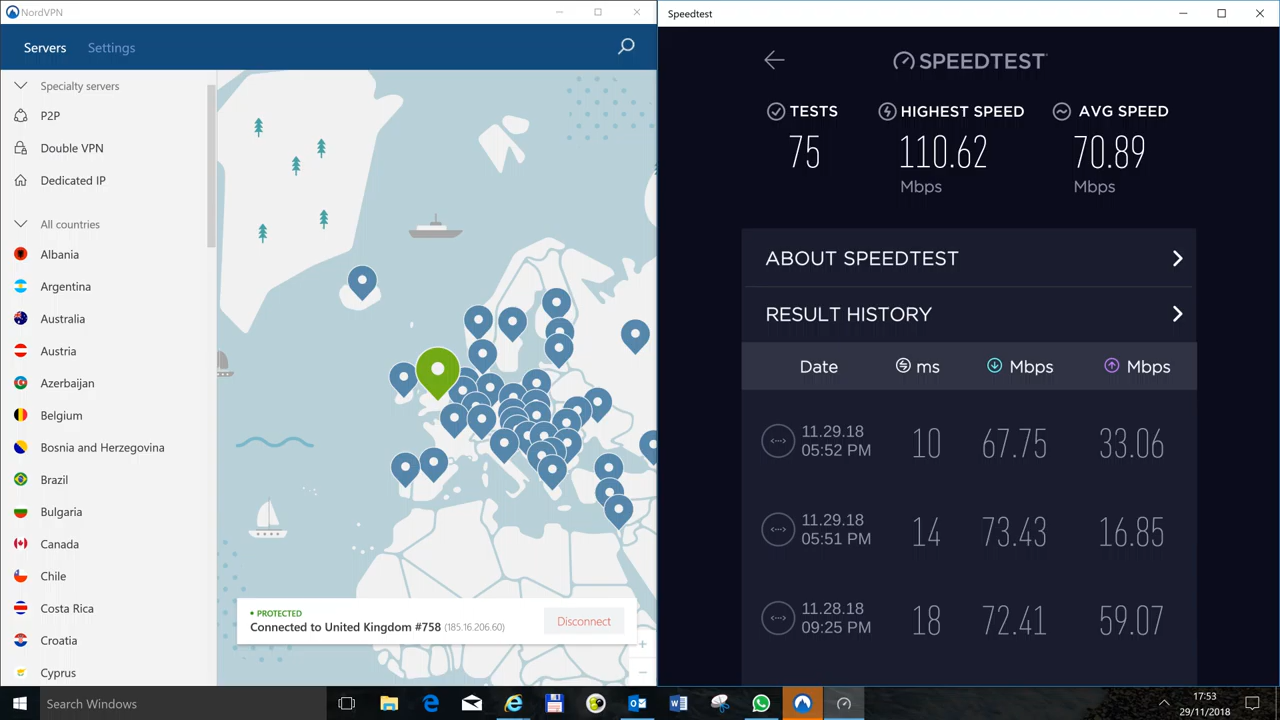 NordVPN
Servers Settings
Specialty servers
P2P
Double VPN
Dedicated IP
All countries
Albania
Argentina
Australia
Austria
Azerbaijan
Belgium
Bosnia and Herzegovina
Brazil
Bulgaria
Canada
Chile
Costa Rica
Croatia
Cyprus
• PROTECTED
Connected to United Kingdom #758 (185.16.206.60)
Disconnect
Speedtest
SPEEDTEST
TESTS HIGHEST SPEED AVG SPEED
75 110.62 70.89
Mbps Mbps
ABOUT SPEEDTEST
RESULT HISTORY
Date ms Mbps Mbps
11.29.18
05:52 PM 10 67.75 33.06
11.29.18
05:51 PM 14 73.43 16.85
11.28.18
09:25 PM 18 72.41 59.07
Search Windows
17:53
29/11/2018